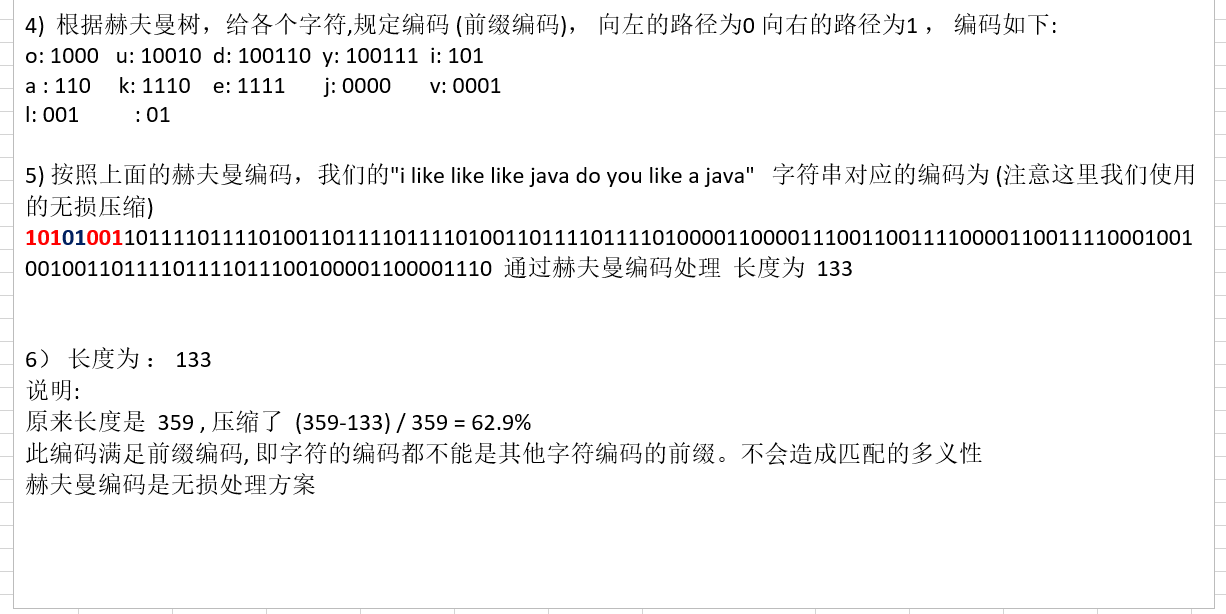 4) 根据赫夫曼树，给各个字符,规定编码 (前缀编码)， 向左的路径为0 向右的路径为1 ， 编码如下:
o: 1000 u: 10010 d: 100110 y: 100111 i: 101
a : 110 k: 1110 e: 1111 j: 0000 v: 0001
l: 001 : 01
5) 按照上面的赫夫曼编码，我们的"i like like like java do you like a java" 字符串对应的编码为 (注意这里我们使用
的无损压缩)
10101001101111011110100110111101111010011011110111101000011000011100110011110000110011110001001
00100110111101111011100100001100001110 通过赫夫曼编码处理 长度为 133
6） 长度为 ： 133
说明:
原来长度是 359 , 压缩了 (359-133) / 359 = 62.9%
此编码满足前缀编码, 即字符的编码都不能是其他字符编码的前缀。不会造成匹配的多义性
赫夫曼编码是无损处理方案